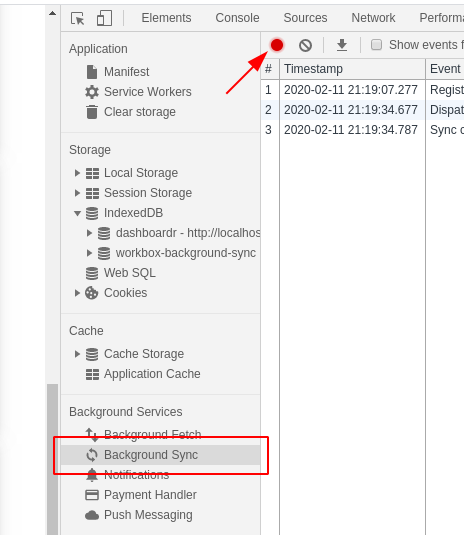 Elements Console Sources Network Performa
Application
Manifest
Service Workers
Clear storage
Storage
Local Storage
Session Storage
IndexedDB
dashboardr - http://localhos
workbox-background-sync
Web SQL
Cookies
Cache
Cache Storage
Application Cache
Background Services
Background Fetch
Background Sync
Notifications
Payment Handler
Push Messaging
Show events f
# Timestamp Event
1 2020-02-11 21:19:07.277 Regist
2 2020-02-11 21:19:34.677 Dispat
3 2020-02-11 21:19:34.787 Sync c